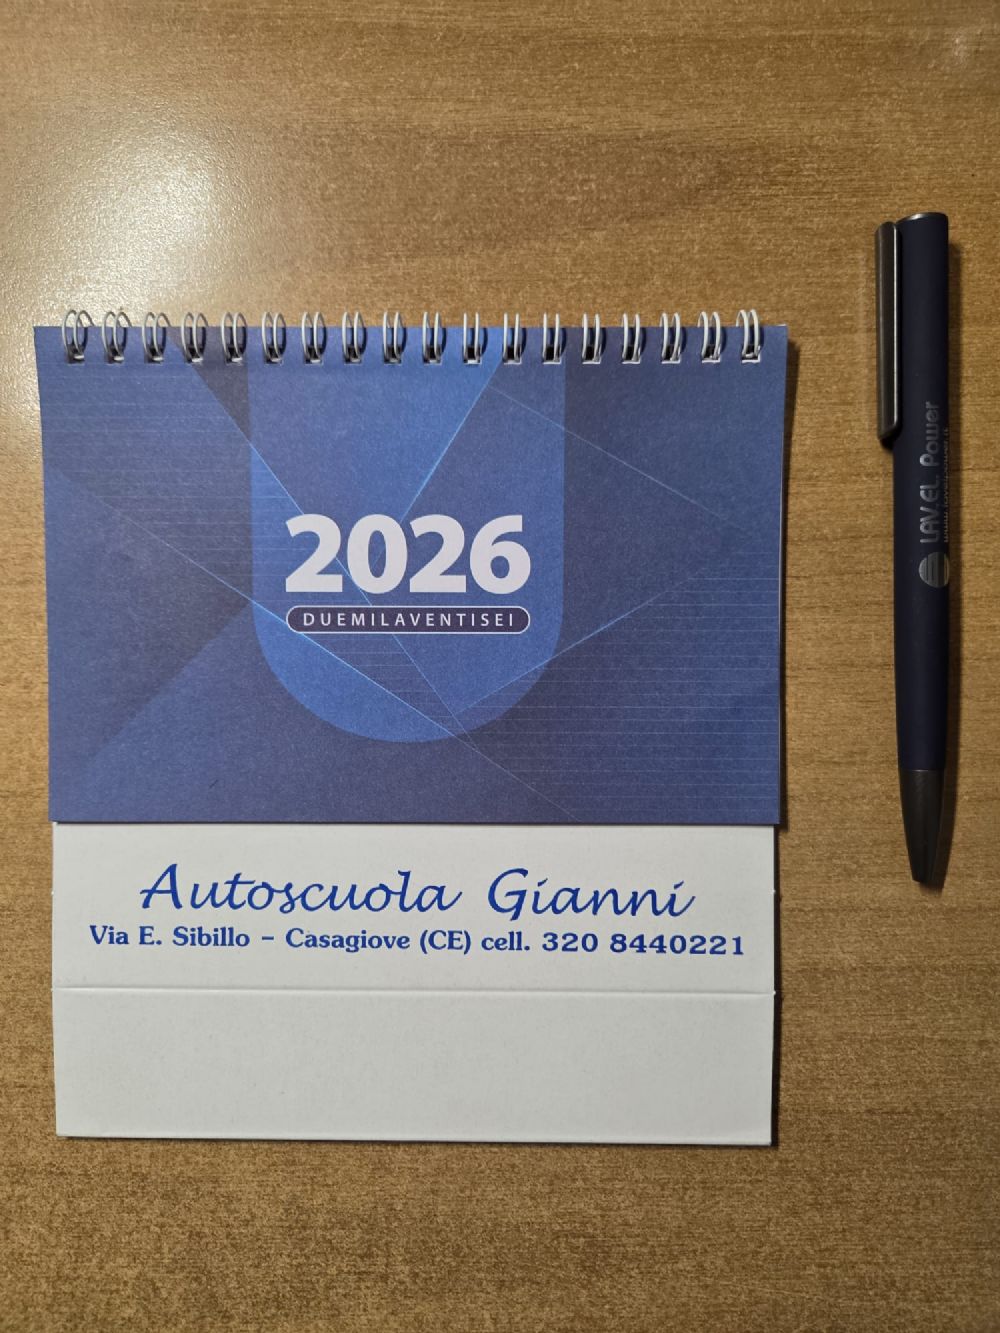 2026
DUEMILAVENTISEI
Autoscuola Gianni
Via E. Sibillo - Casagiove (CE) cell. 320 8440221
LAV.EL. Power